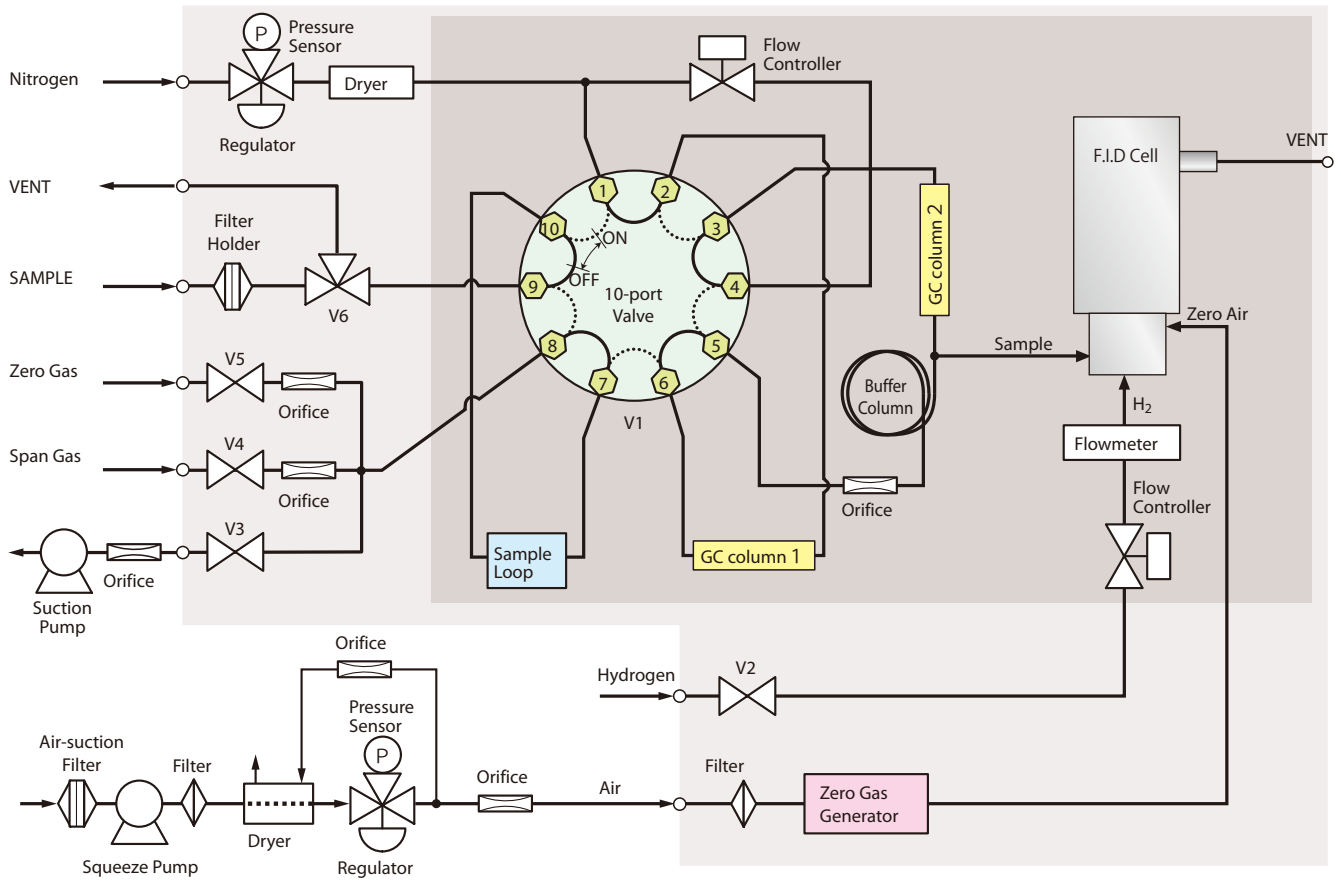 P
Pressure
Sensor
Flow
Controller
Nitrogen
Dryer
Regulator
VENT
F.I.D Cell
VENT
1
2
3
4
5
6
7
8
9
10
ON
OFF
10-port
Valve
V1
Filter
Holder
SAMPLE
V6
GC column 2
Zero Air
Sample
Zero Gas
V5
Orifice
Buffer
Column
H2
Flowmeter
Span Gas
V4
Orifice
Flow
Controller
V3
Orifice
Orifice
Sample
Loop
GC column 1
Suction
Pump
Orifice
Hydrogen
V2
Pressure
Sensor
P
Air-suction
Filter
Filter
Orifice
Air
Filter
Zero Gas
Generator
Dryer
Squeeze Pump
Regulator